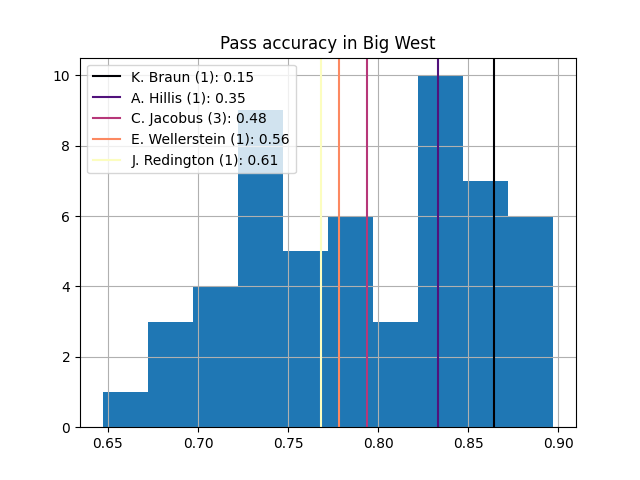 Pass accuracy in Big West
K. Braun (1): 0.15
A. Hillis (1): 0.35
C. Jacobus (3): 0.48
E. Wellerstein (1): 0.56
J. Redington (1): 0.61
10
8
6
4
2
0
0.65 0.70 0.75 0.80 0.85 0.90